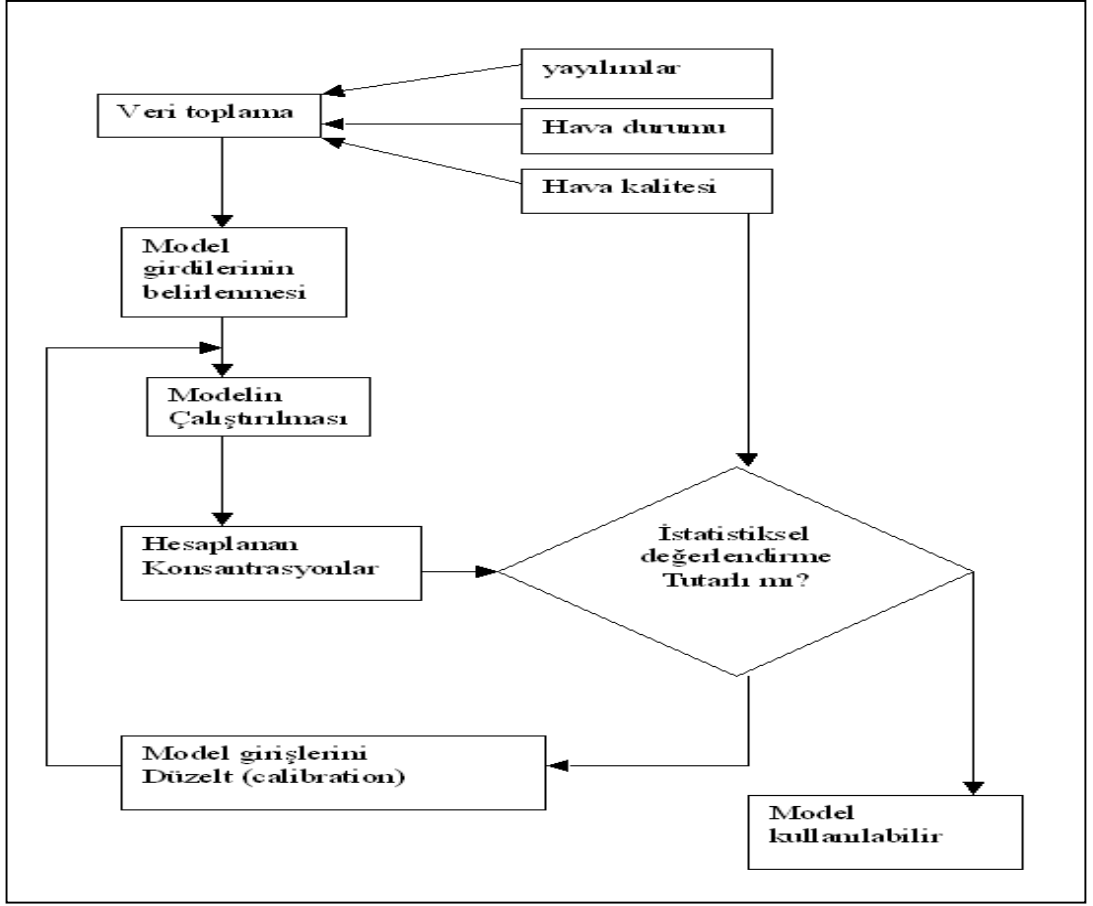 yayılımlar
Veri toplama
Hava durumu
Hava kalitesi
Model
girdilerinin
belirlenmesi
Modelin
Çalıştırılması
Hesaplanan
Konsantrasyonlar
İstatistiksel
değerlendirme
Tutarlı mı?
Model girişlerini
Düzelt (calibration)
Model
kullanılabilir